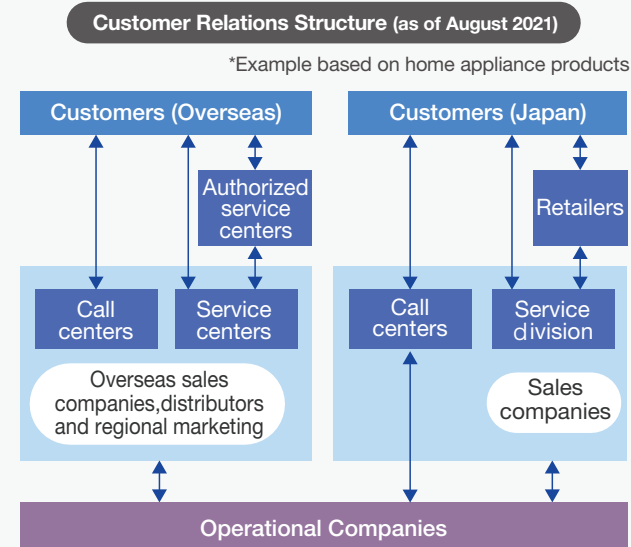 Customer Relations Structure (as of August 2021)
*Example based on home appliance products
Customers (Overseas)
Customers (Japan)
Authorized
service
centers
Retailers
Call
centers
Service
centers
Call
centers
Service
division
Overseas sales
companies,distributors
and regional marketing
Sales
companies
Operational Companies